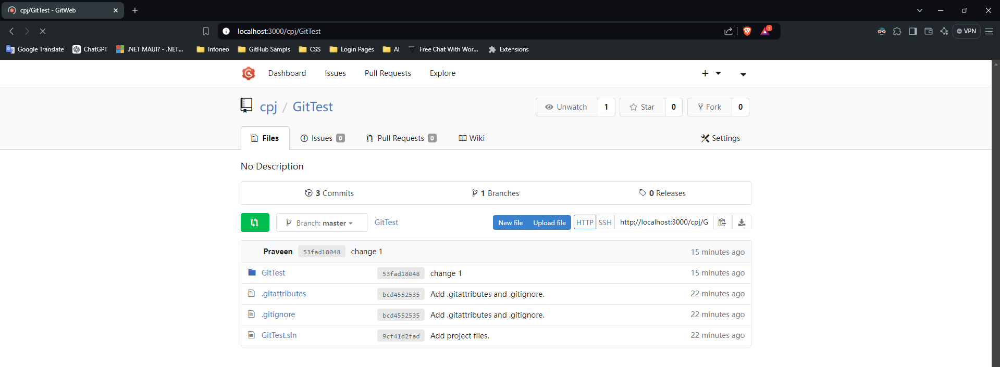 cpj/GitTest - GitWeb
localhost:3000/cpj/GitTest
1
VPN
Google Translate ChatGPT .NET MAUI? - .NET... Infoneo GitHub Sampls CSS Login Pages AI Free Chat With Wor... Extensions
Dashboard Issues Pull Requests Explore
cpj / GitTest Unwatch 1 Star 0 Fork 0
Files Issues 0 Pull Requests 0 Wiki Settings
No Description
3 Commits 1 Branches 0 Releases
Branch: master GitTest New file Upload file HTTP SSH http://localhost:3000/cpj/G
Praveen 53fad18048 change 1 15 minutes ago
GitTest 53fad18048 change 1 15 minutes ago
.gitattributes bcd4552535 Add .gitattributes and .gitignore. 22 minutes ago
.gitignore bcd4552535 Add .gitattributes and .gitignore. 22 minutes ago
GitTest.sln 9cf41d2fad Add project files. 22 minutes ago